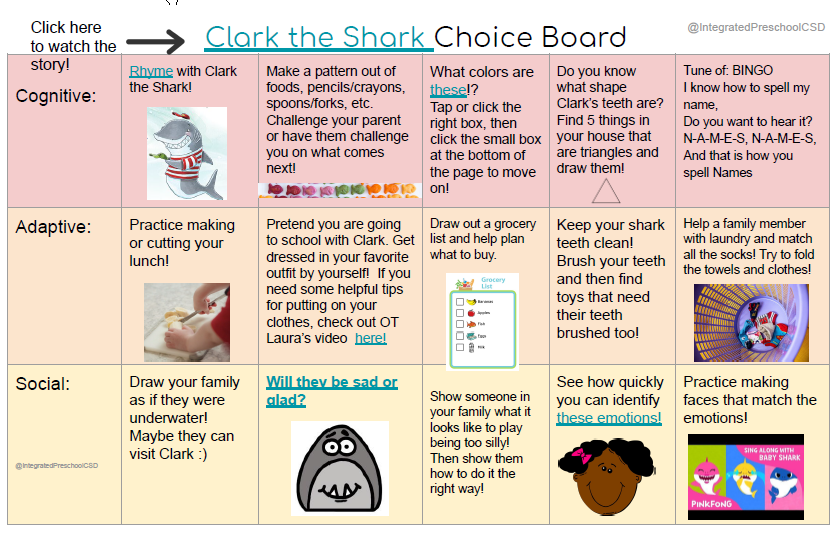 Click here
to watch the
story!
Clark the Shark Choice Board
@IntegratedPreschoolCSD
Cognitive:
Rhyme with Clark
the Shark!
Make a pattern out of
foods, pencils/crayons,
spoons/forks, etc.
Challenge your parent
or have them challenge
you on what comes
next!
What colors are
these!?
Tap or click the
right box, then
click the small box
at the bottom of
the page to move
on!
Do you know
what shape
Clark's teeth are?
Find 5 things in
your house that
are triangles and
draw them!
Tune of: BINGO
I know how to spell my
name,
Do you want to hear it?
N-A-M-E-S, N-A-M-E-S,
And that is how you
spell Names
Adaptive:
Practice making
or cutting your
lunch!
Pretend you are going
to school with Clark. Get
dressed in your favorite
outfit by yourself!  If you
need some helpful tips
for putting on your
clothes, check out OT
Laura's video  here!
Draw out a grocery
list and help plan
what to buy.
Grocery
List
Bananas
Apples
Fish
Eggs
Milk
Keep your shark
teeth clean!
Brush your teeth
and then find
toys that need
their teeth
brushed too!
Help a family member
with laundry and match
all the socks! Try to fold
the towels and clothes!
Social:
@IntegratedPreschoolCSD
Draw your family
as if they were
underwater!
Maybe they can
visit Clark :)
Will they be sad or
glad?
Show someone in
your family what it
looks like to play
being too silly!
Then show them
how to do it the
right way!
See how quickly
you can identify
these emotions!
Practice making
faces that match the
emotions!
SING ALONG WITH
BABY SHARK
PINKFONG